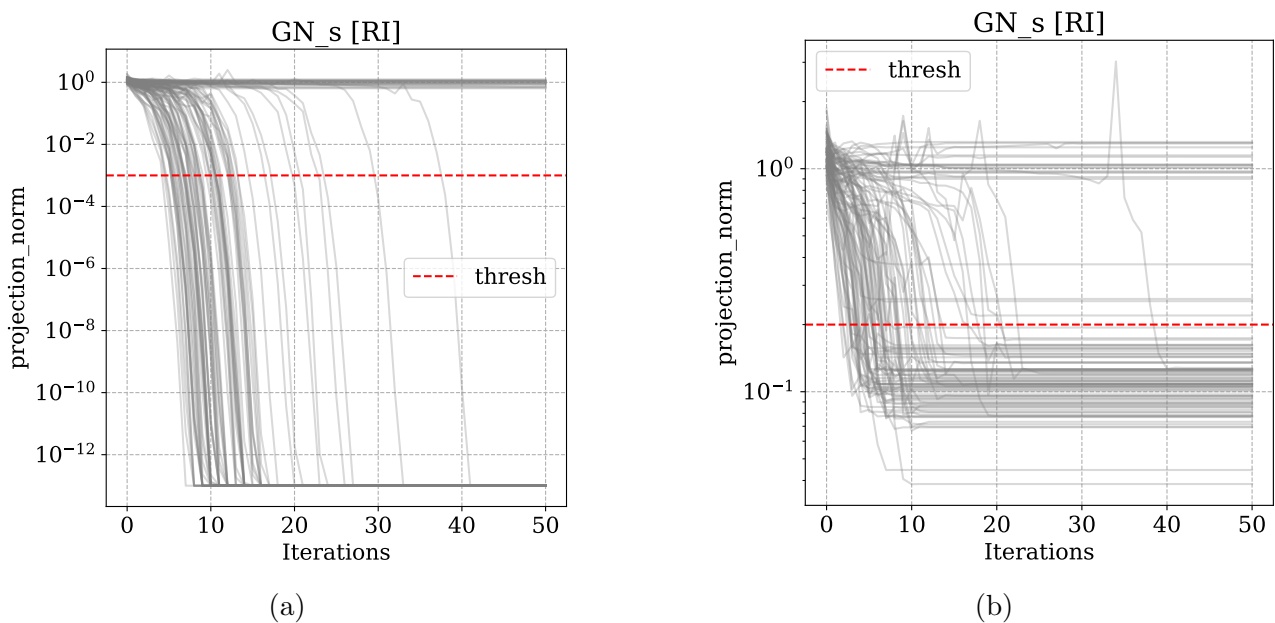 GN_s [RI]
projection_norm
10^0
10^-2
10^-4
10^-6
10^-8
10^-10
10^-12
thresh
0 10 20 30 40 50
Iterations
(a)
GN_s [RI]
projection_norm
10^0
10^-1
thresh
0 10 20 30 40 50
Iterations
(b)